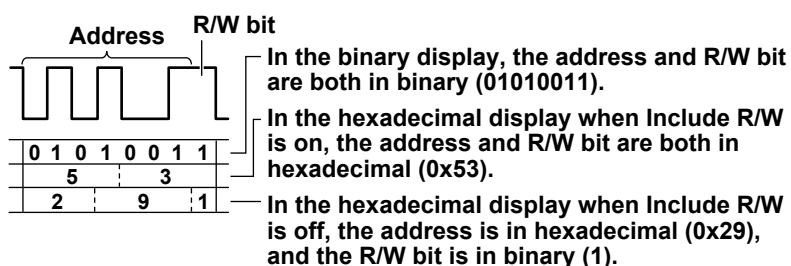 R/W bit
Address
In the binary display, the address and R/W bit
are both in binary (01010011).
In the hexadecimal display when Include R/W
is on, the address and R/W bit are both in
hexadecimal (0x53).
0 1 0 1 0 0 1 1
5 3
2 9 1
In the hexadecimal display when Include R/W
is off, the address is in hexadecimal (0x29),
and the R/W bit is in binary (1).